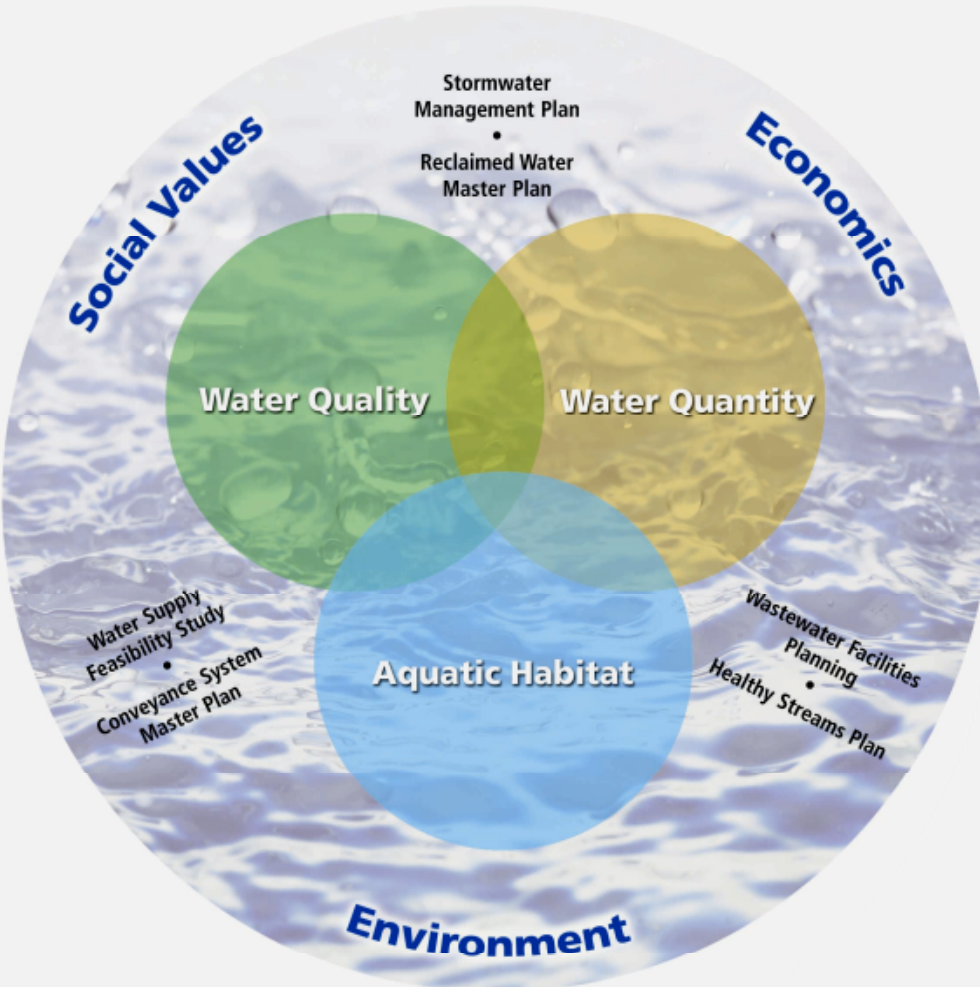 Stormwater
Management Plan
•
Reclaimed Water
Master Plan
Social Values
Economics
Water Quality
Water Quantity
Water Supply
Feasibility Study
•
Conveyance System
Master Plan
Wastewater Facilities
Planning
•
Healthy Streams Plan
Aquatic Habitat
Environment